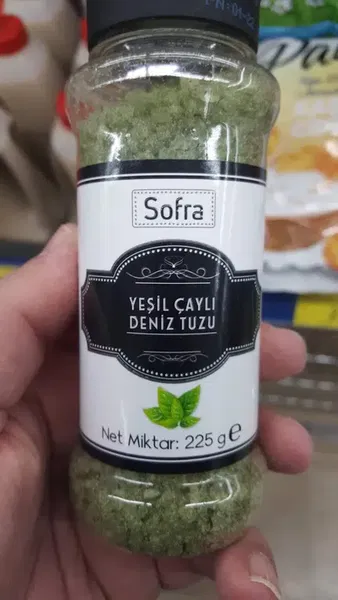 Sofra
YEŞİL ÇAYLI
DENİZ TUZU
Net Miktar: 225 g e